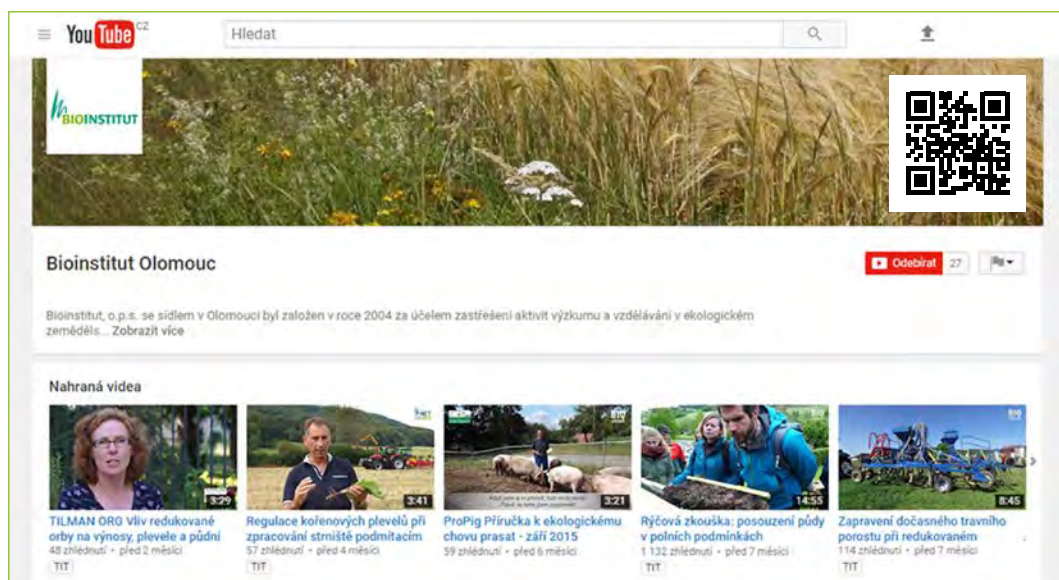 You Tube CZ
Hledat
BIOINSTITUT
Bioinstitut Olomouc
Odebírat 27
Bioinstitut, o.p.s. se sídlem v Olomouci byl založen v roce 2004 za účelem zastřešení aktivit výzkumu a vzdělávání v ekologickém
zeměděls... Zobrazit více
Nahraná videa
3:29
3:41
3:21
14:55
8:45
TILMAN ORG Vliv redukované
orby na výnosy, plevele a půdní
48 zhlédnutí • před 2 měsíci
TIT
Regulace kořenových plevelů při
zpracování strniště podmítacím
57 zhlédnutí • před 4 měsíci
ProPig Příručka k ekologickému
chovu prasat - září 2015
59 zhlédnutí • před 6 měsíci
Rýčová zkouška: posouzení půdy
v polních podmínkách
1 132 zhlédnutí • před 7 měsíci
TIT
Zapravení dočasného travního
porostu při redukovaném
114 zhlédnutí • před 7 měsíci
TIT